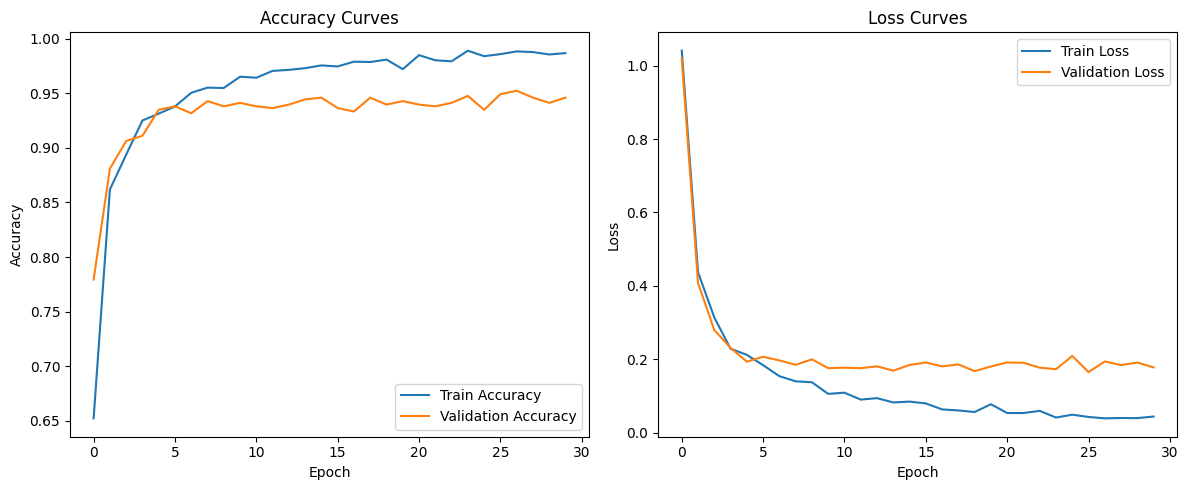 Accuracy Curves
1.00
0.95
0.90
0.85
0.80
0.75
0.70
0.65
Accuracy
0 5 10 15 20 25 30
Epoch
Train Accuracy
Validation Accuracy
Loss Curves
1.0
0.8
0.6
0.4
0.2
0.0
Loss
0 5 10 15 20 25 30
Epoch
Train Loss
Validation Loss